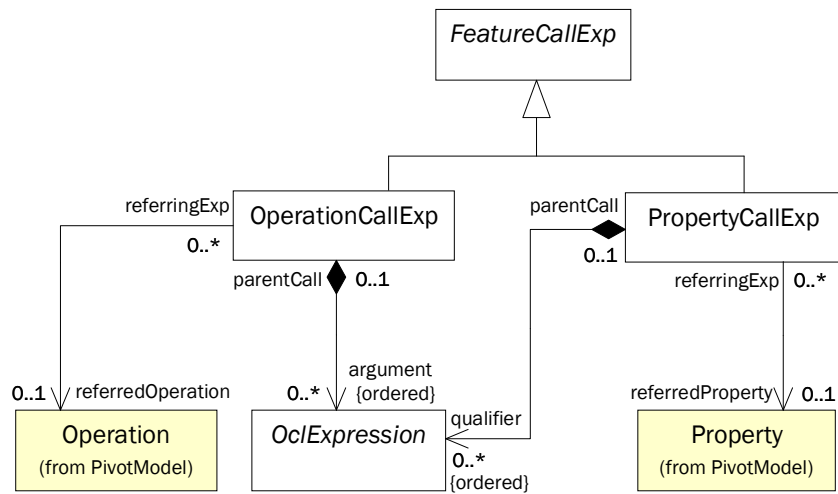 FeatureCallExp
referringExp
OperationCallExp
parentCall
PropertyCallExp
0..*
0..1
parentCall
0..1
referringExp
0..*
argument
0..1
referredOperation
0..*
{ordered}
referredProperty
0..1
Operation
(from PivotModel)
OclExpression
qualifier
0..*
{ordered}
Property
(from PivotModel)